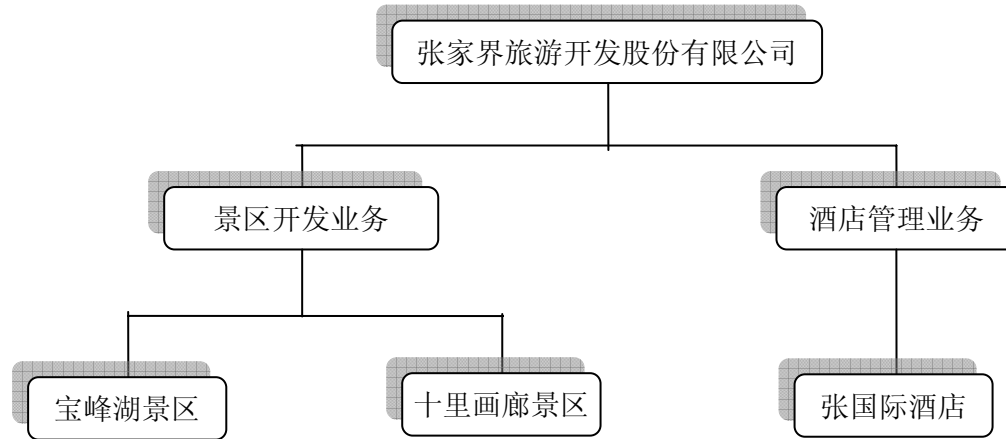 张家界旅游开发股份有限公司
景区开发业务
酒店管理业务
宝峰湖景区
十里画廊景区
张国际酒店